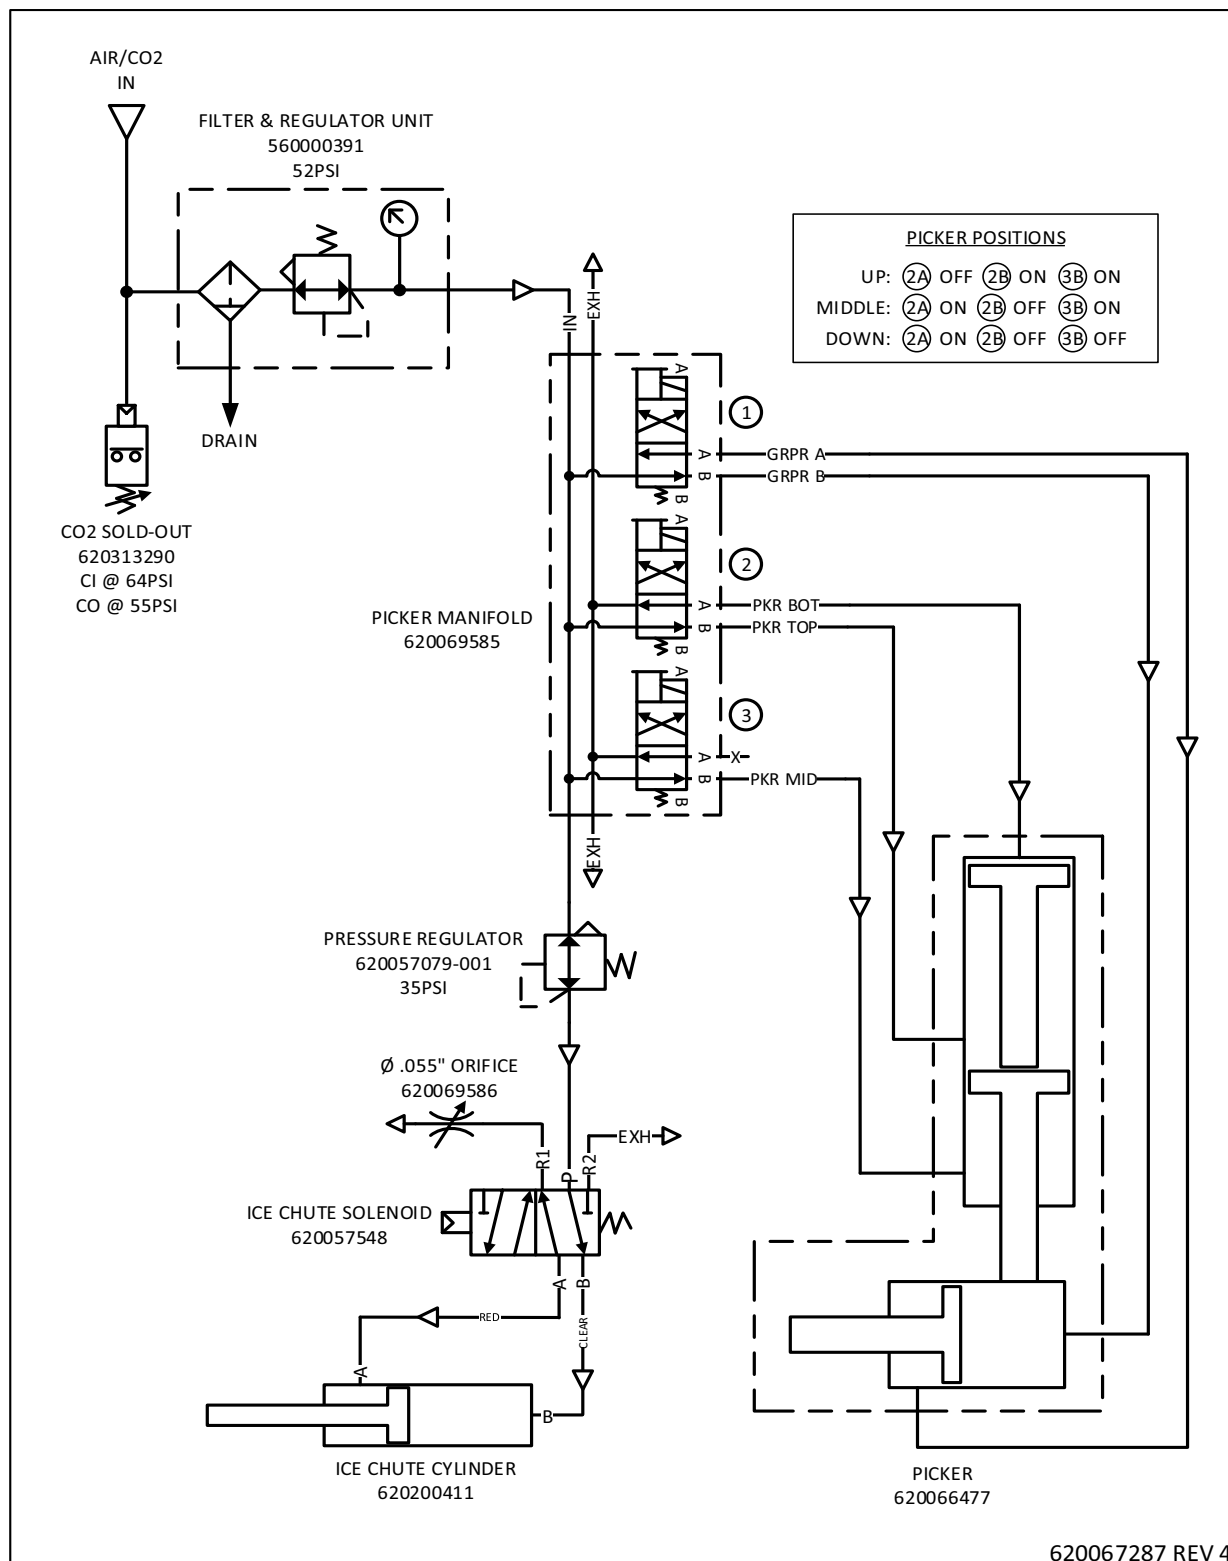 AIR/CO2
IN
FILTER & REGULATOR UNIT
560000391
52PSI
PICKER POSITIONS
UP: 2A OFF 2B ON 3B ON
MIDDLE: 2A ON 2B OFF 3B ON
DOWN: 2A ON 2B OFF 3B OFF
IN
EXH
DRAIN
CO2 SOLD-OUT
620313290
CI @ 64PSI
CO @ 55PSI
PICKER MANIFOLD
620069585
A
1
A
GRPR A
B
GRPR B
B
A
2
A
PKR BOT
B
PKR TOP
B
A
3
A
X
B
PKR MID
B
EXH
PRESSURE REGULATOR
620057079-001
35PSI
Ø .055" ORIFICE
620069586
R1
P
R2
EXH
ICE CHUTE SOLENOID
620057548
A
B
RED
CLEAR
A
B
ICE CHUTE CYLINDER
620200411
PICKER
620066477
620067287 REV 4